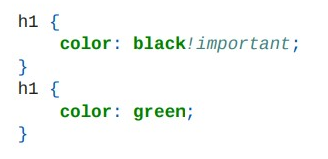 h1 {
    color: black!important;
}
h1 {
    color: green;
}